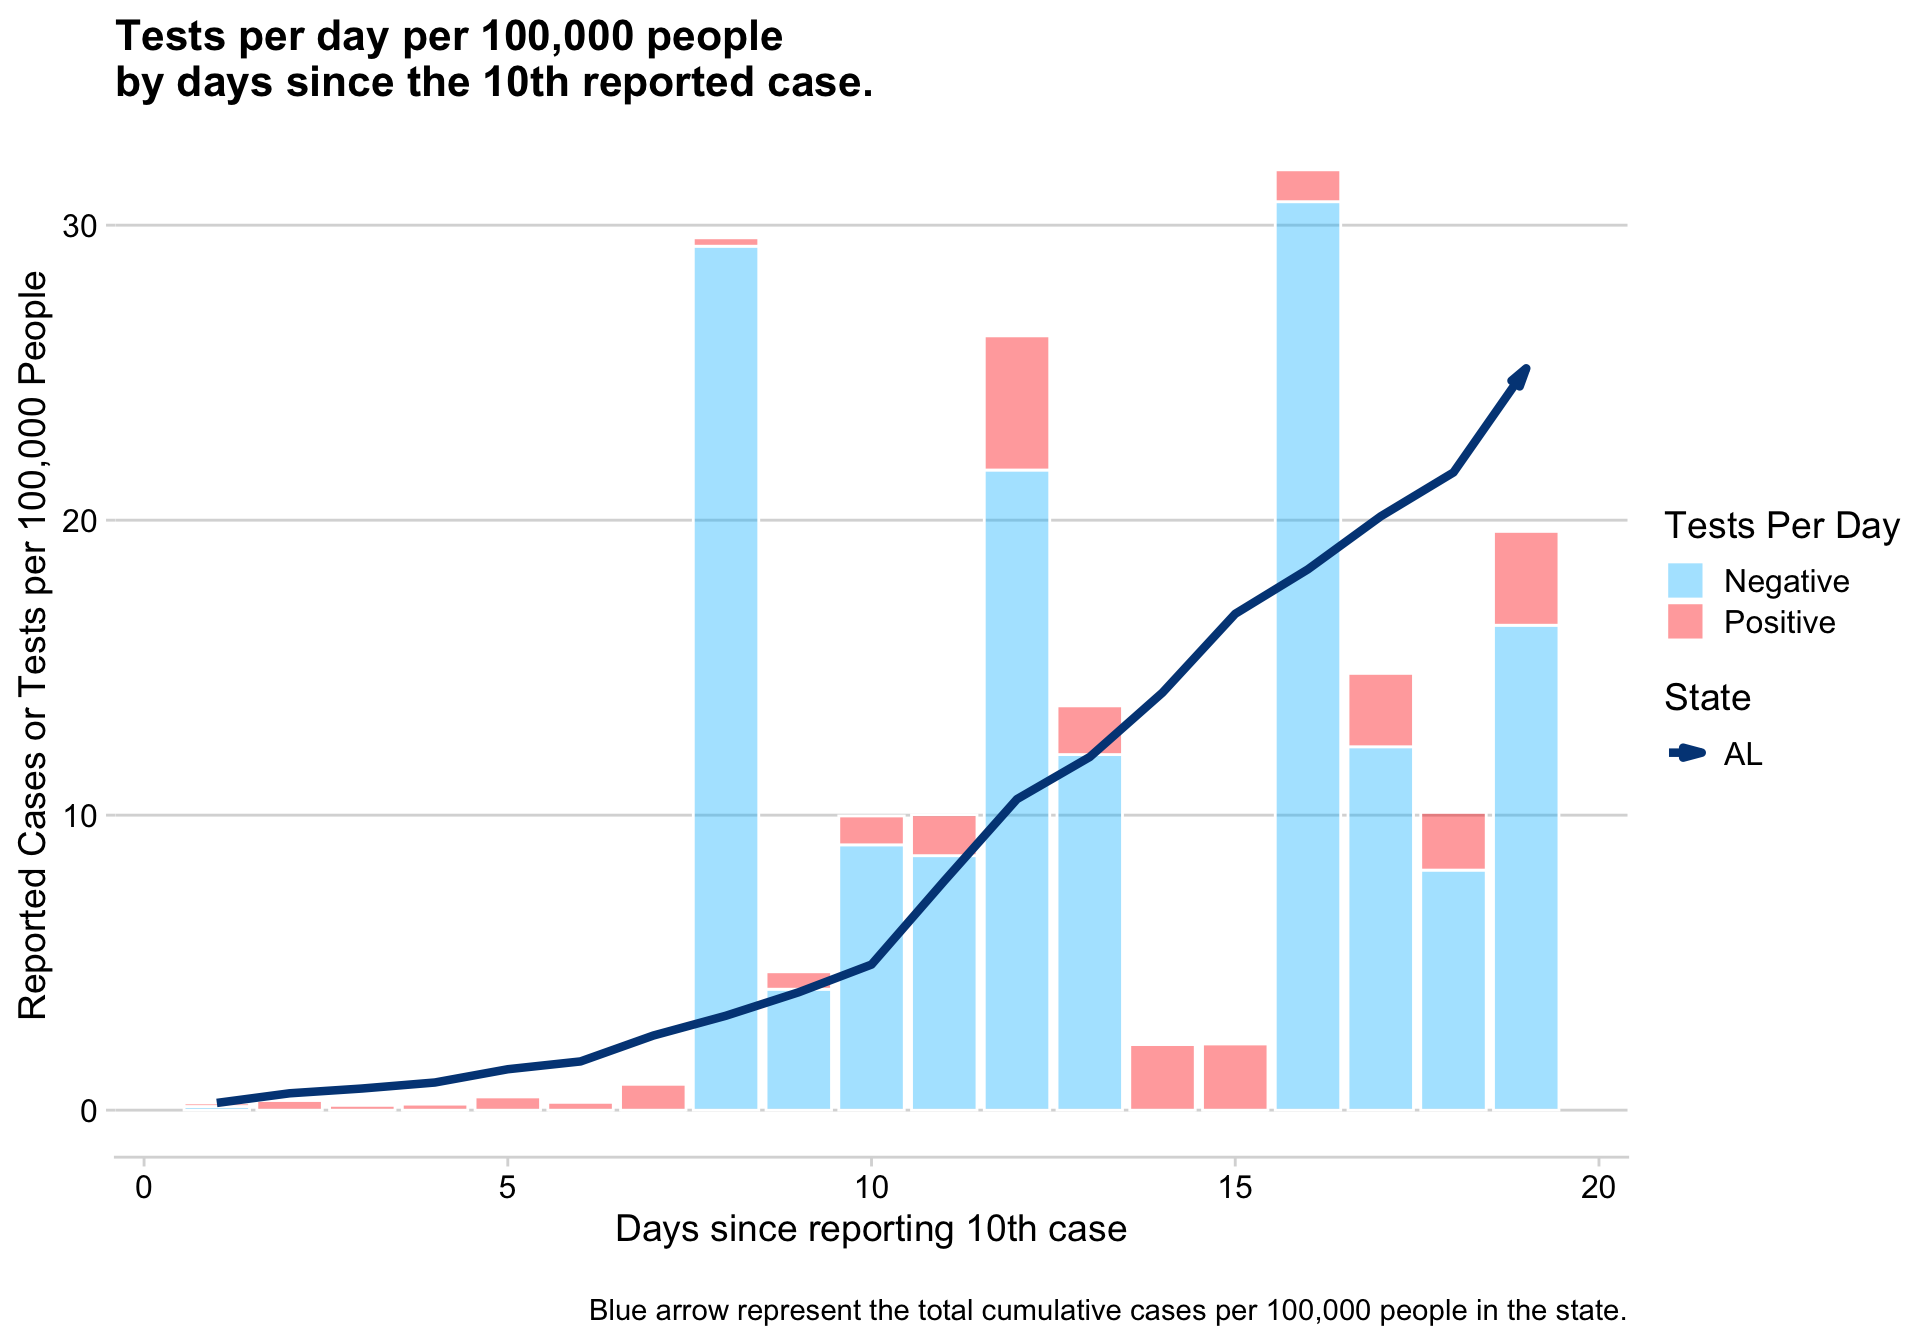 Tests per day per 100,000 people
by days since the 10th reported case.
Reported Cases or Tests per 100,000 People
30
20
10
0
0 5 10 15 20
Days since reporting 10th case
Tests Per Day
Negative
Positive
State
AL
Blue arrow represent the total cumulative cases per 100,000 people in the state.